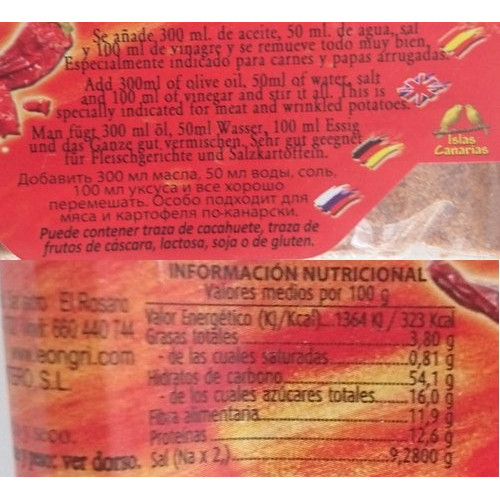 Se añade 300 ml. de aceite, 50 ml. de agua, sal
y 100 ml de vinagre y se remueve todo muy bien.
Especialmente indicado para carnes y papas arrugadas.
Add 300ml of olive oil, 50ml of water, salt
and 100 ml of vinegar and stir it all. This is
specially indicated for meat and wrinkled potatoes.
Man fügt 300 ml öl, 50ml Wasser, 100 ml Essig
und das Ganze gut vermischen. Sehr gut geegnet
für Fleischgerichte und Salzkartoffeln.
Islas
Canarias
Добавить 300 мл масла, 50 мл воды, соль,
100 мл уксуса и все хорошо
перемешать. Особо подходит для
мяса и картофеля по-канарски.
Puede contener traza de cacahuete, traza de
frutos de cáscara, lactosa, soja o de gluten.
INFORMACIÓN NUTRICIONAL
Valores medios por 100 g
El Rosario
660 440 744
Valor Energético (KJ/Kcal)...1364 KJ / 323 Kcal
Grasas totales...3,80 g
eongri.com
- de las cuales saturadas...0,81 g
S.L.
Hidratos de carbono...54,1 g
- de los cuales azúcares totales...16,0 g
Fibra alimentaria...11,9 g
seco.
Proteínas...12,6 g
ver dorso.
Sal (Na x 2,)...9,2800 g